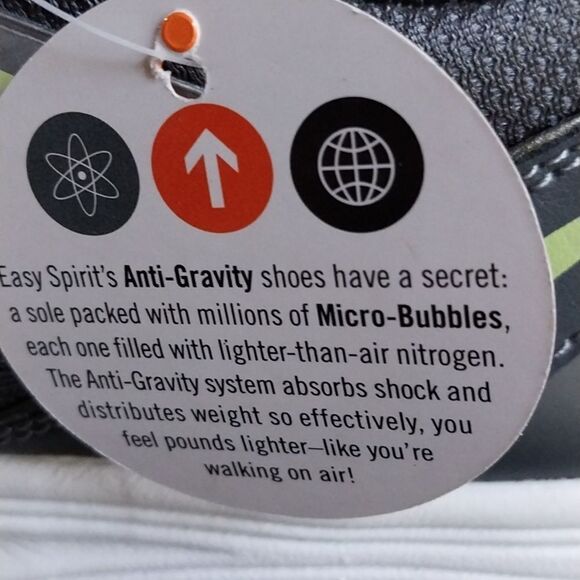 Easy Spirit's Anti-Gravity shoes have a secret:
a sole packed with millions of Micro-Bubbles,
each one filled with lighter-than-air nitrogen.
The Anti-Gravity system absorbs shock and
distributes weight so effectively, you
feel pounds lighter—like you're
walking on air!